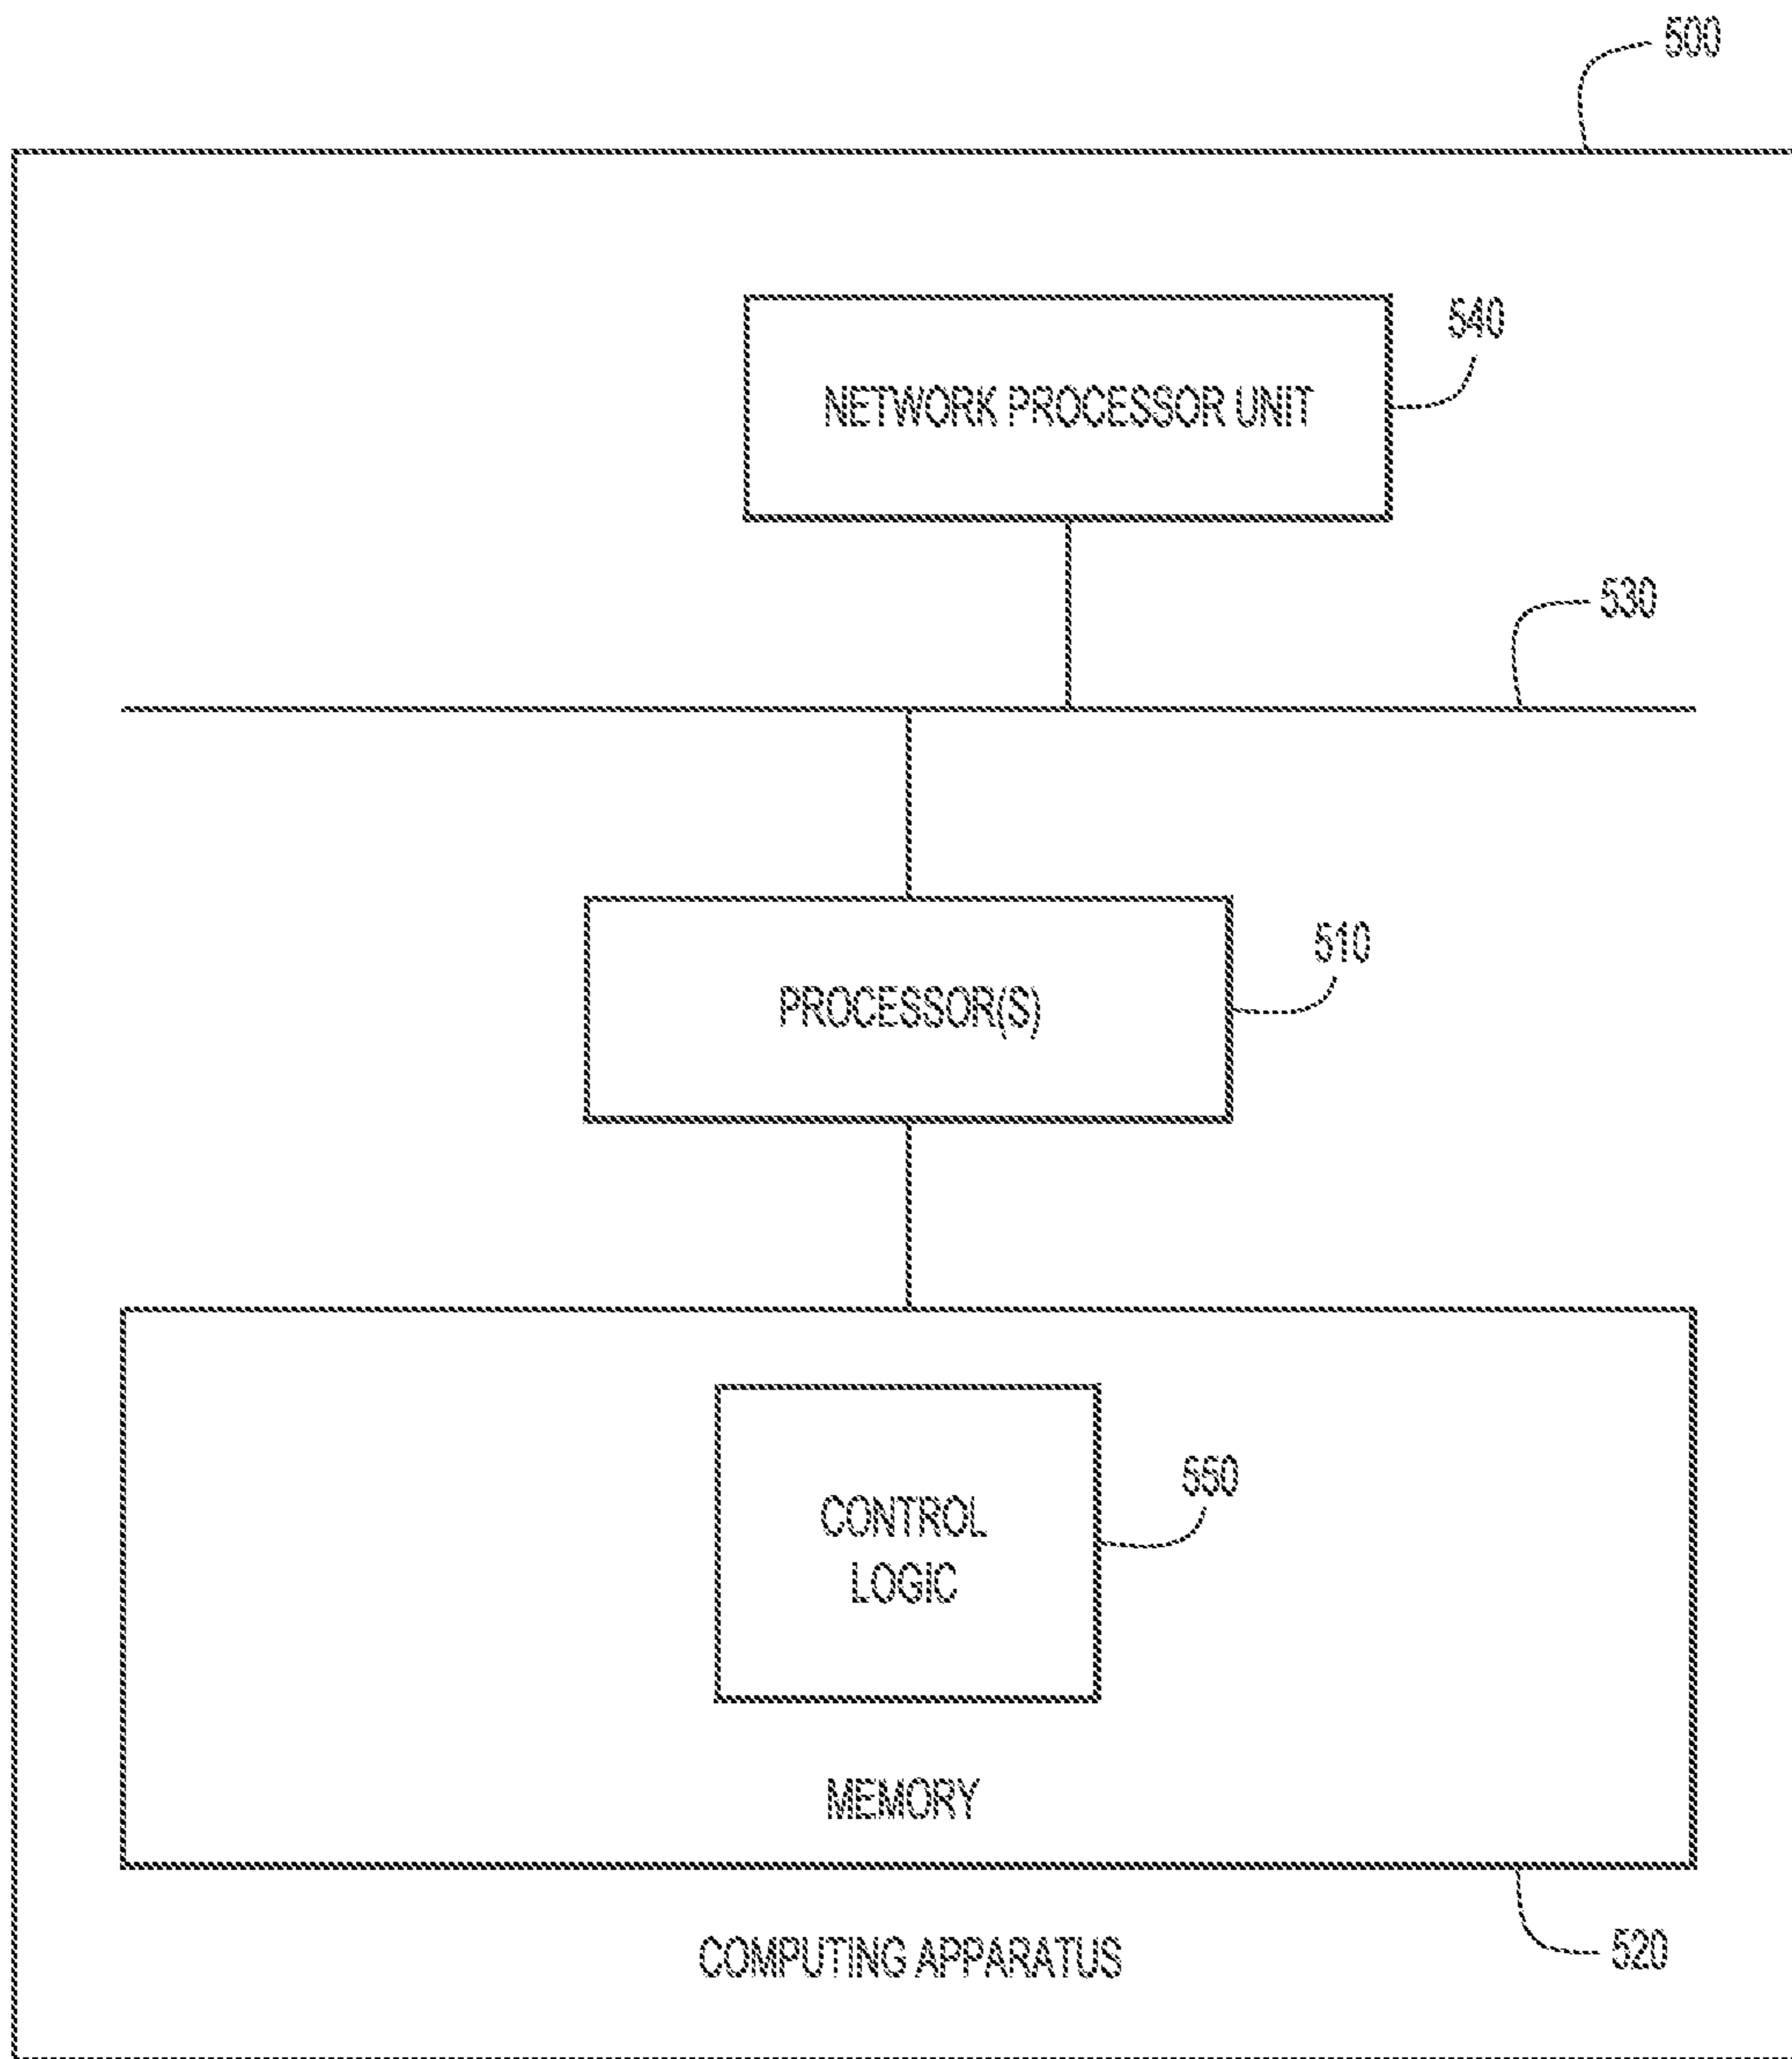 500
540
NETWORK PROCESSOR UNIT
530
510
PROCESSOR(S)
550
CONTROL
LOGIC
MEMORY
520
COMPUTING APPARATUS